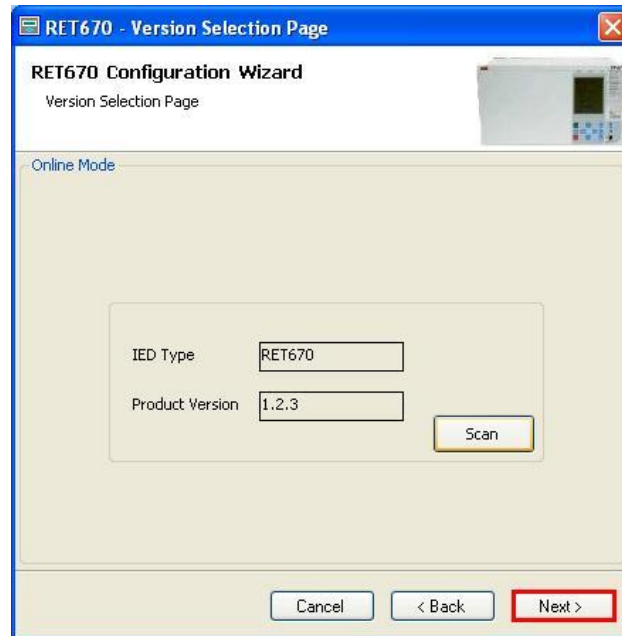 RET670 - Version Selection Page
RET670 Configuration Wizard
Version Selection Page
Online Mode
IED Type
RET670
Product Version
1.2.3
Scan
Cancel
< Back
Next >